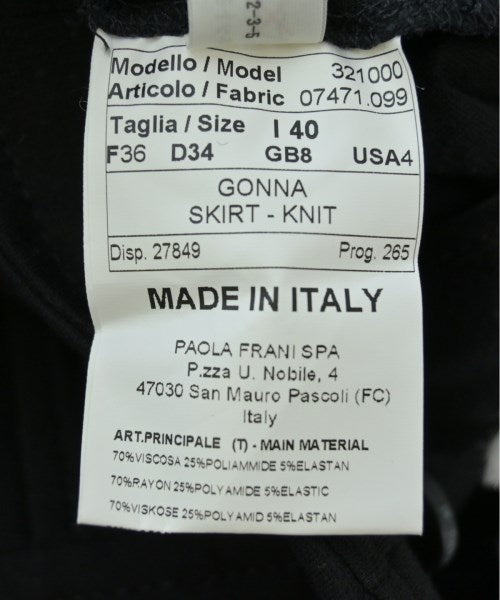 2-3-5
Modello / Model 321000
Articolo / Fabric 07471.099
Taglia / Size I 40
F36 D34 GB8 USA4
GONNA
SKIRT - KNIT
Disp. 27849 Prog. 265
MADE IN ITALY
PAOLA FRANI SPA
P.zza U. Nobile, 4
47030 San Mauro Pascoli (FC)
Italy
ART.PRINCIPALE (T) - MAIN MATERIAL
70%VISCOSA 25%POLIAMMIDE 5%ELASTAN
70%RAYON 25%POLYAMIDE 5%ELASTIC
70%VISKOSE 25%POLYAMID 5%ELASTAN